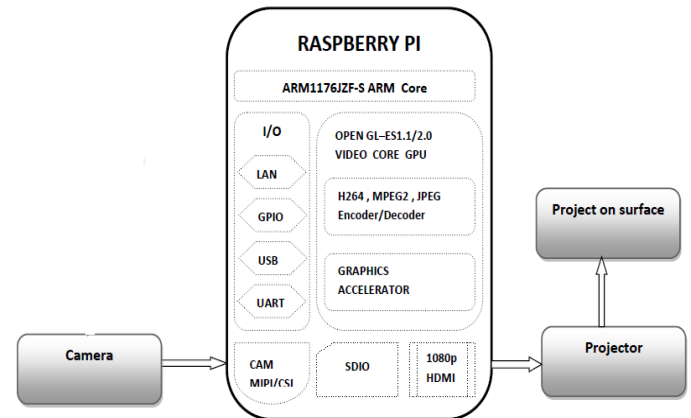 RASPBERRY PI
ARM1176JZF-S ARM Core
I/O
LAN
GPIO
USB
UART
OPEN GL–ES1.1/2.0
VIDEO CORE GPU
H264 , MPEG2 , JPEG
Encoder/Decoder
GRAPHICS
ACCELERATOR
CAM
MIPI/CSI
SDIO
1080p
HDMI
Camera
Project on surface
Projector